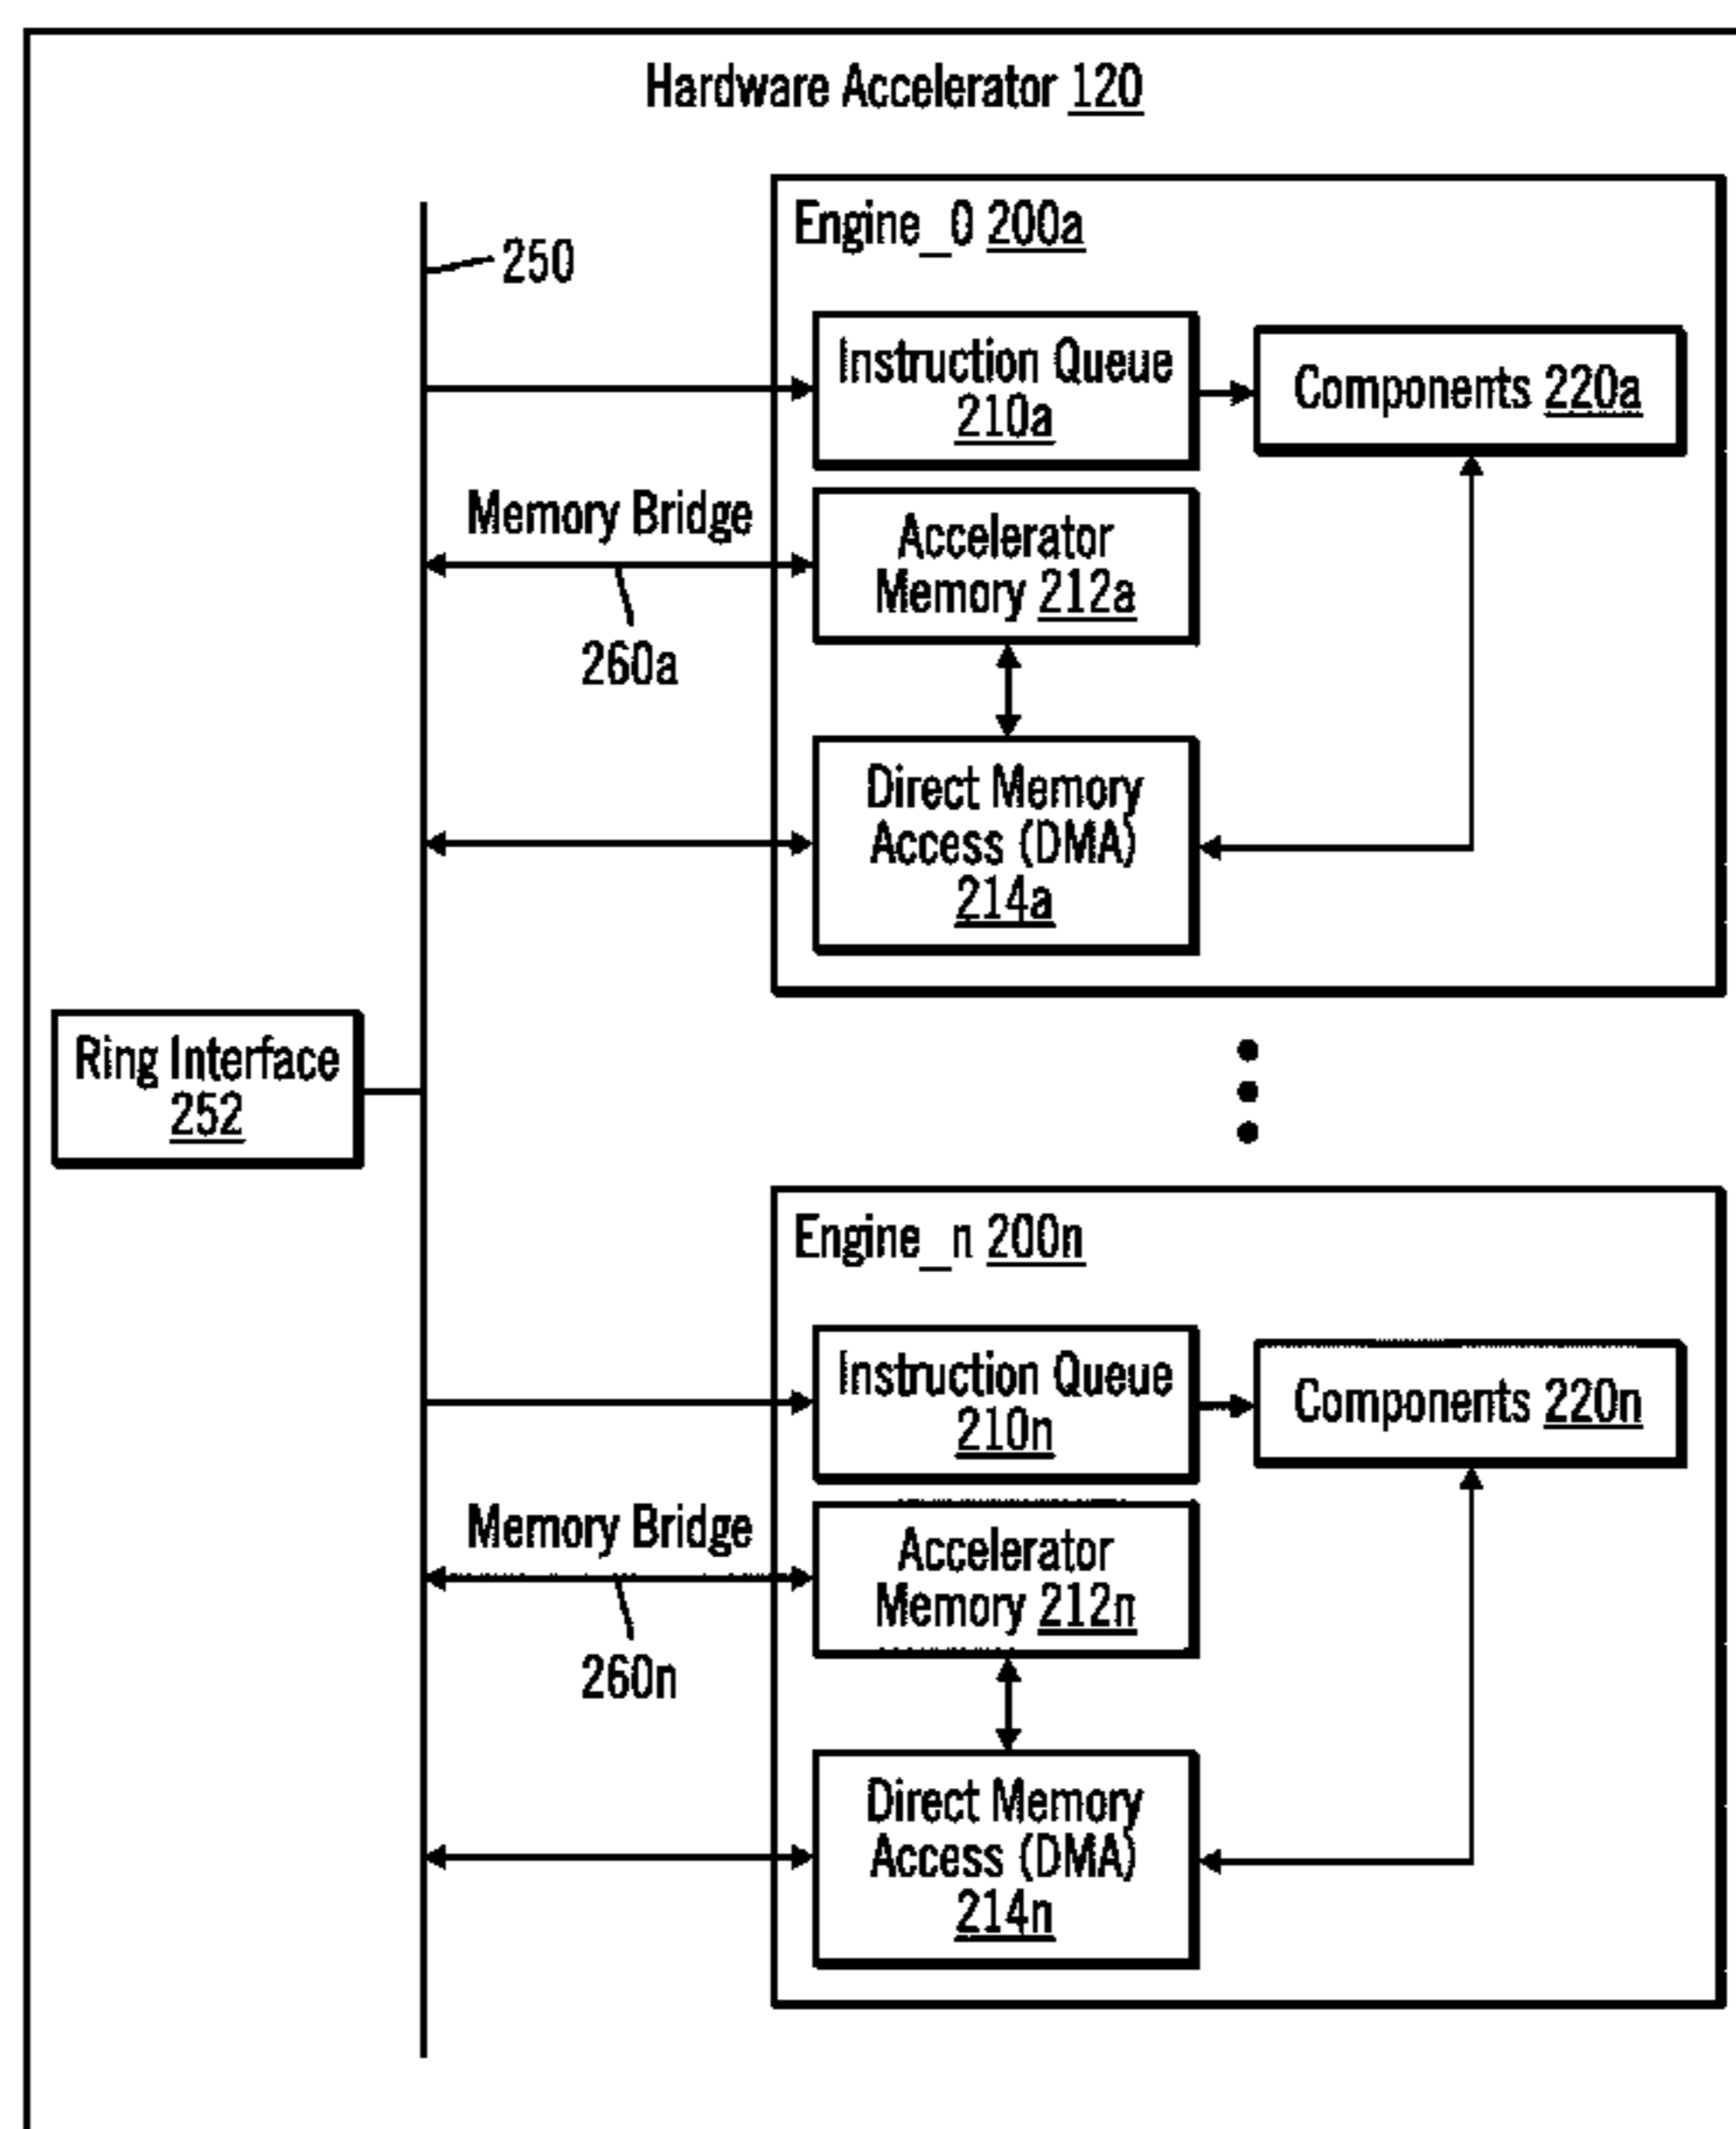 Hardware Accelerator 120
250
Engine_0 200a
Instruction Queue
210a
Components 220a
Memory Bridge
260a
Accelerator
Memory 212a
Direct Memory
Access (DMA)
214a
Ring Interface
252
Engine_n 200n
Instruction Queue
210n
Components 220n
Memory Bridge
260n
Accelerator
Memory 212n
Direct Memory
Access (DMA)
214n